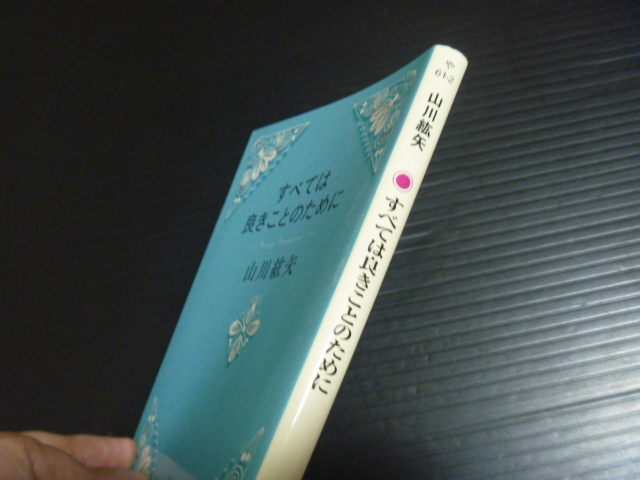 すべては
良きことのために
山川紘矢
や
61-2
山川紘矢
すべては良きことのために